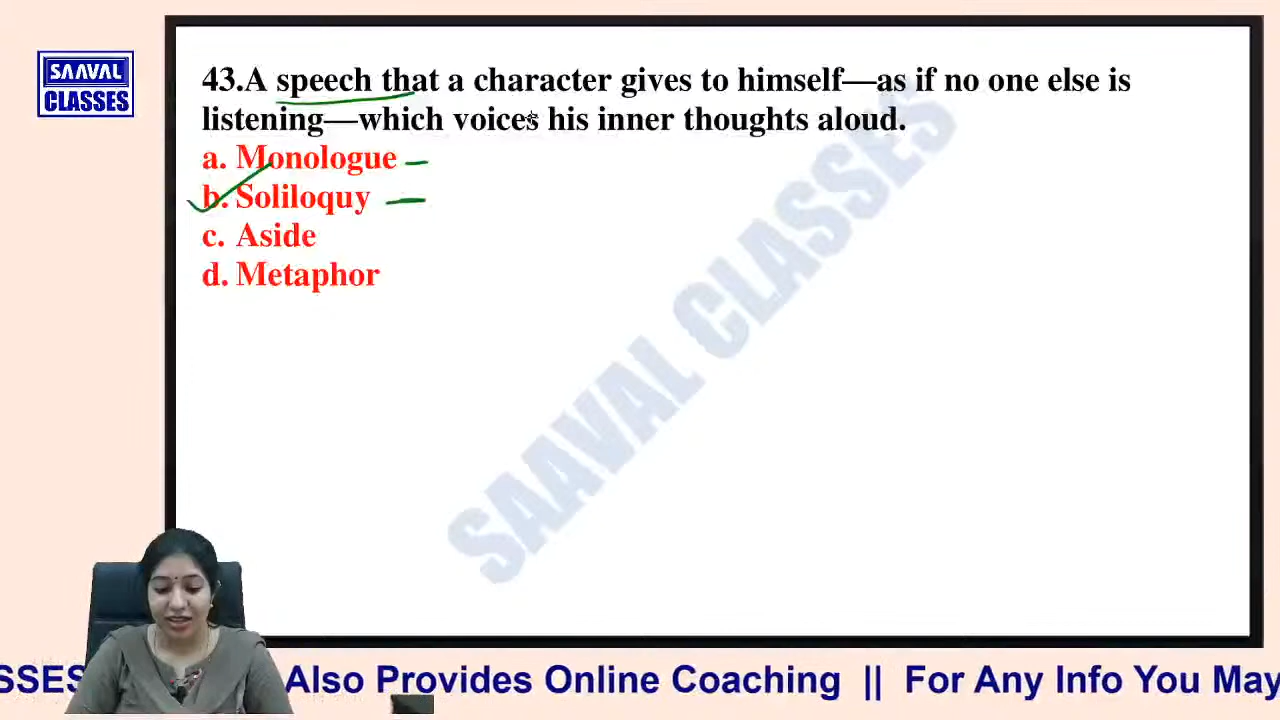 SAAVAL
CLASSES
43.A speech that a character gives to himself—as if no one else is
listening—which voices his inner thoughts aloud.
a. Monologue
b. Soliloquy
c. Aside
d. Metaphor
SAAVAL CLASSES
SSES Also Provides Online Coaching || For Any Info You May